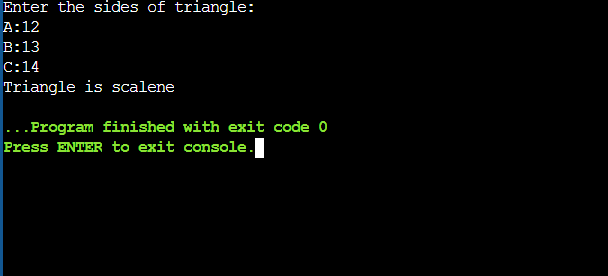 Enter the sides of triangle:
A:12
B:13
C:14
Triangle is scalene
...Program finished with exit code 0
Press ENTER to exit console.